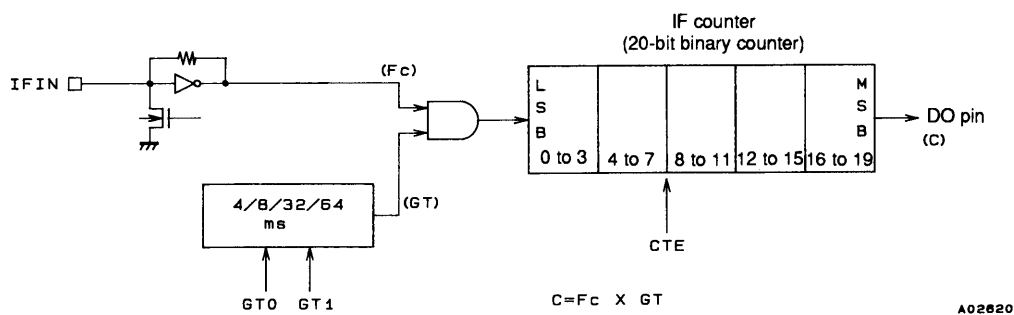 IF counter
(20-bit binary counter)
IFIN
(Fc)
L
S
B
M
S
B
0 to 3
4 to 7
8 to 11
12 to 15
16 to 19
DO pin
(C)
4/8/32/64
ms
(GT)
CTE
GT0 GT1
C=Fc X GT
A02620